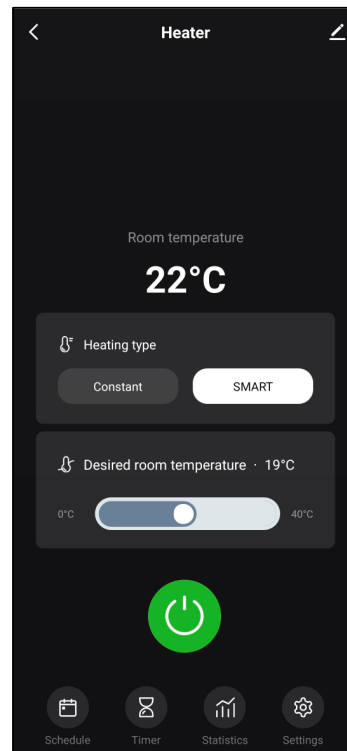 Heater
Room temperature
22°C
Heating type
Constant SMART
Desired room temperature · 19°C
0°C 40°C
Schedule Timer Statistics Settings